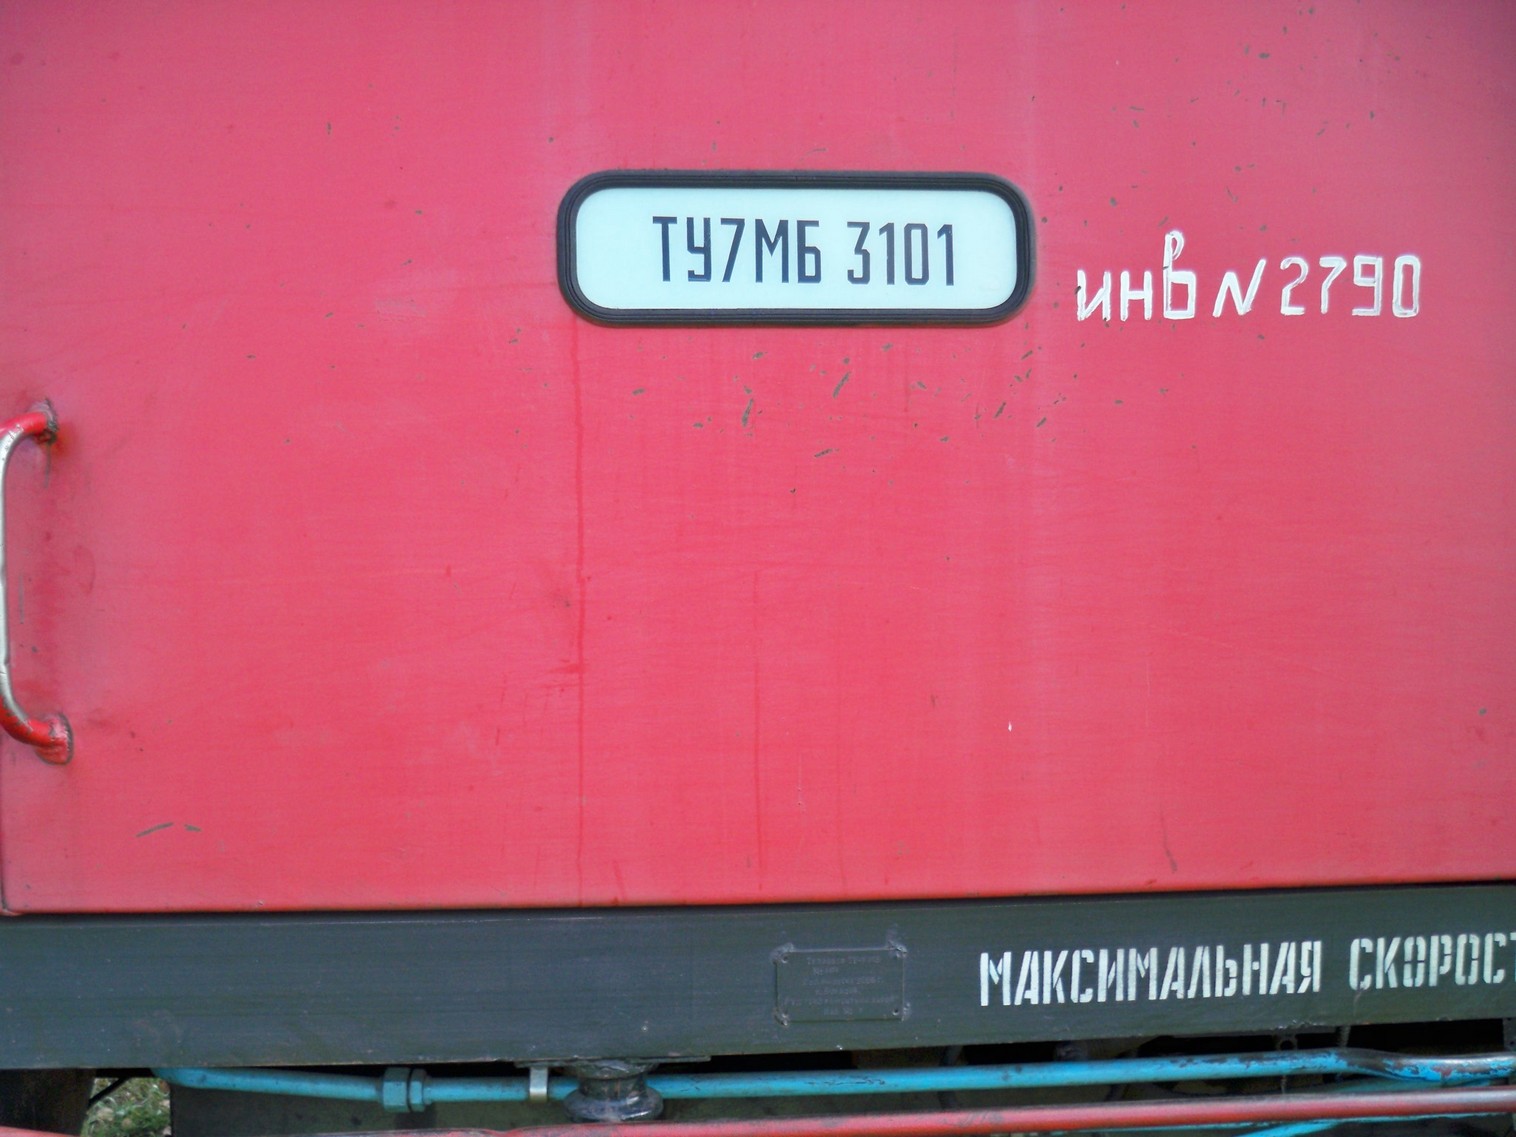 ТУ7МБ 3101
инв № 2790
МАКСИМАЛЬНАЯ СКОРОСТ